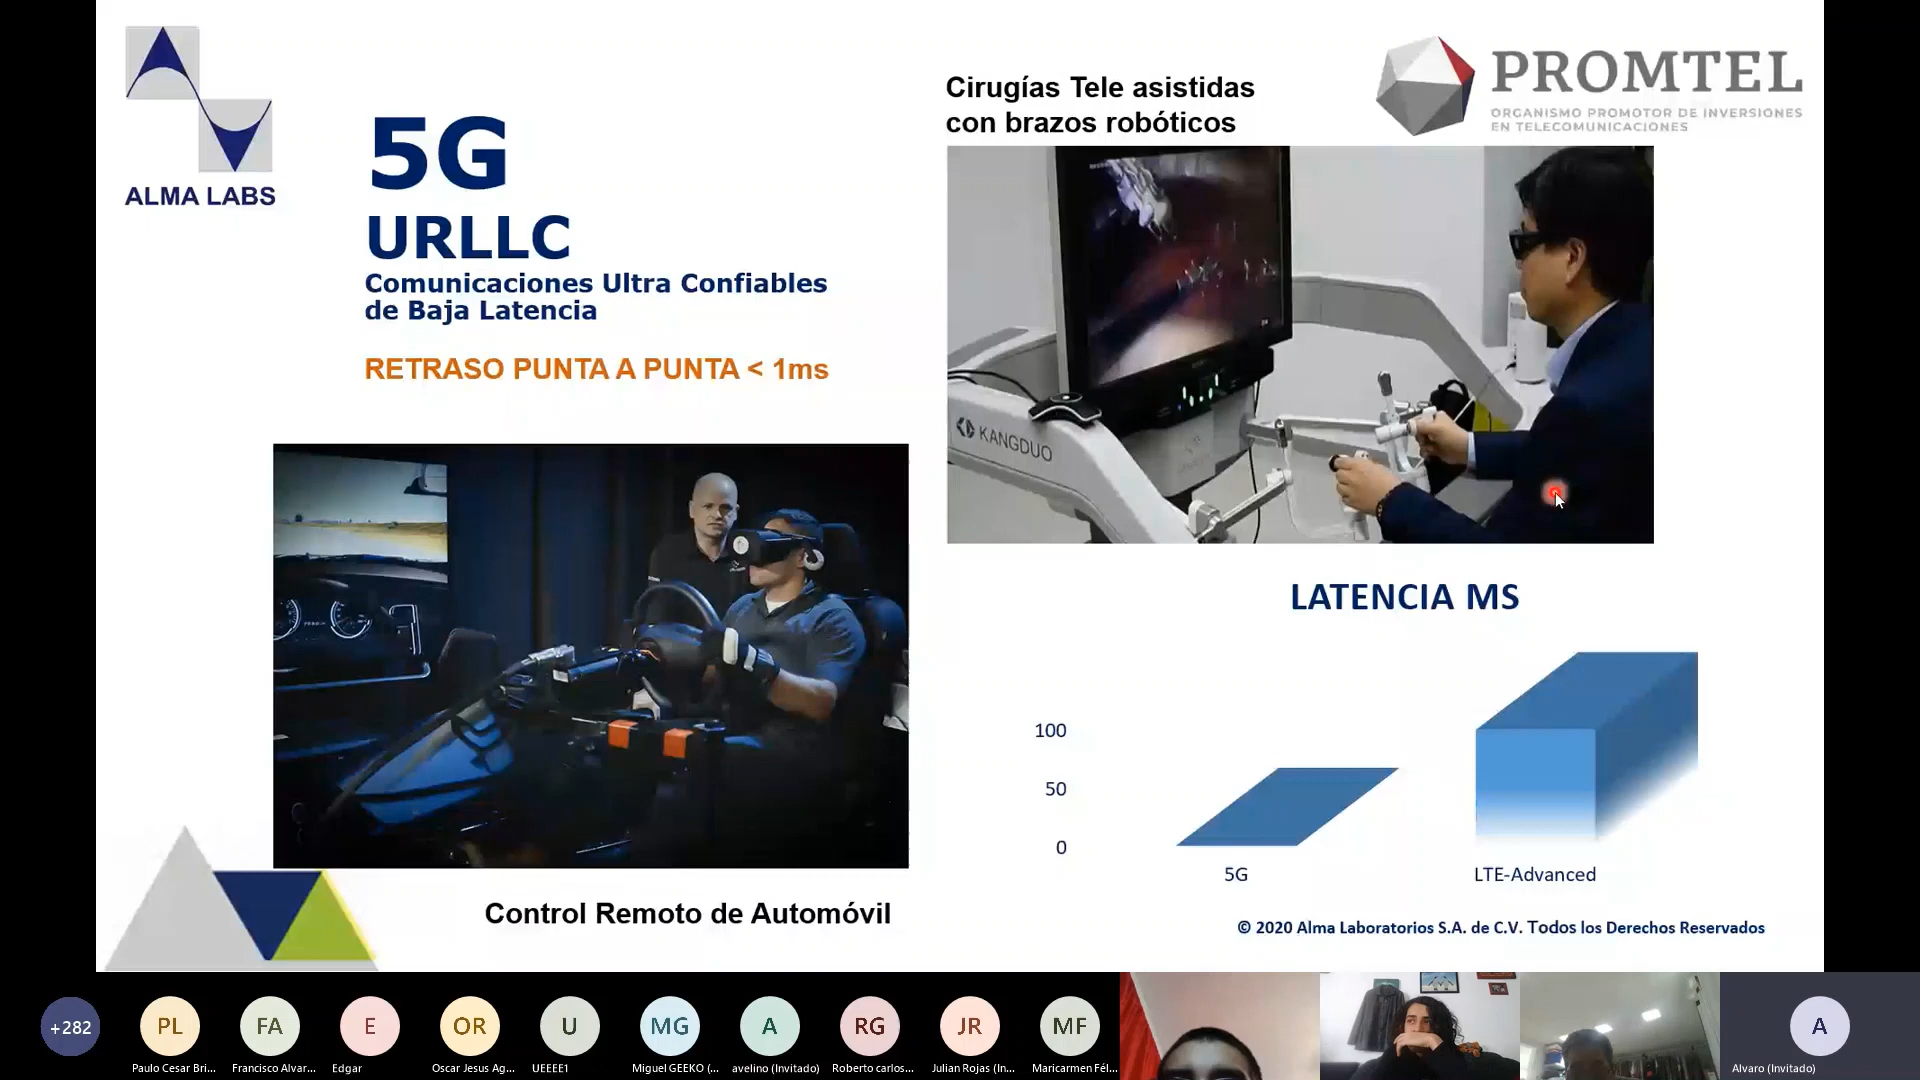 ALMA LABS
5G
URLLC
Comunicaciones Ultra Confiables
de Baja Latencia
RETRASO PUNTA A PUNTA < 1ms
Cirugías Tele asistidas
con brazos robóticos
PROMTEL
ORGANISMO PROMOTOR DE INVERSIONES
EN TELECOMUNICACIONES
KANGDUO
Control Remoto de Automóvil
LATENCIA MS
100
50
0
5G
LTE-Advanced
© 2020 Alma Laboratorios S.A. de C.V. Todos los Derechos Reservados
+282
PL
FA
E
OR
U
MG
A
RG
JR
MF
A
Paulo Cesar Bri...
Francisco Alvar...
Edgar
Oscar Jesus Ag...
UEEEE1
Miguel GEEKO (...
avelino (Invitado)
Roberto carlos...
Julian Rojas (In...
Maricarmen Fél...
Alvaro (Invitado)